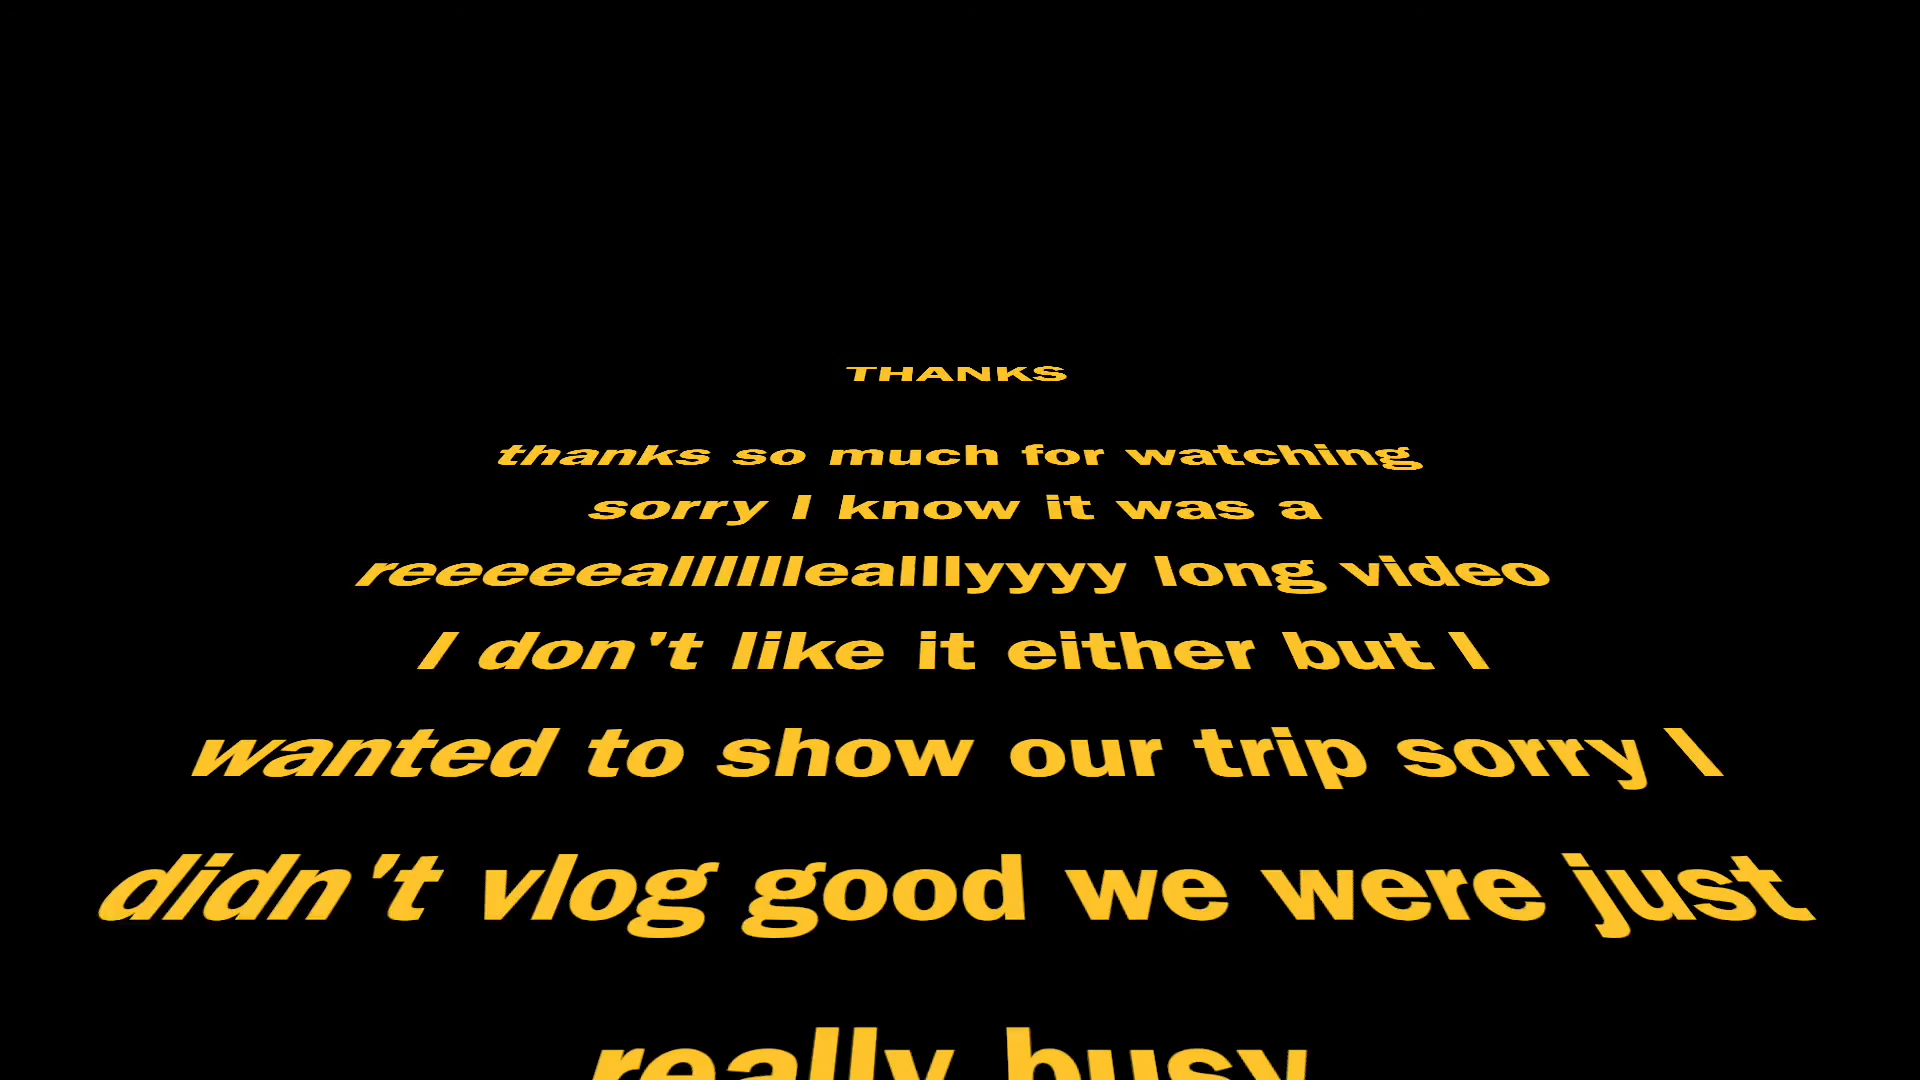 THANKS
thanks so much for watching
sorry I know it was a
reeeeeallllllealllyyyy long video
I don't like it either but I
wanted to show our trip sorry I
didn't vlog good we were just
really busy